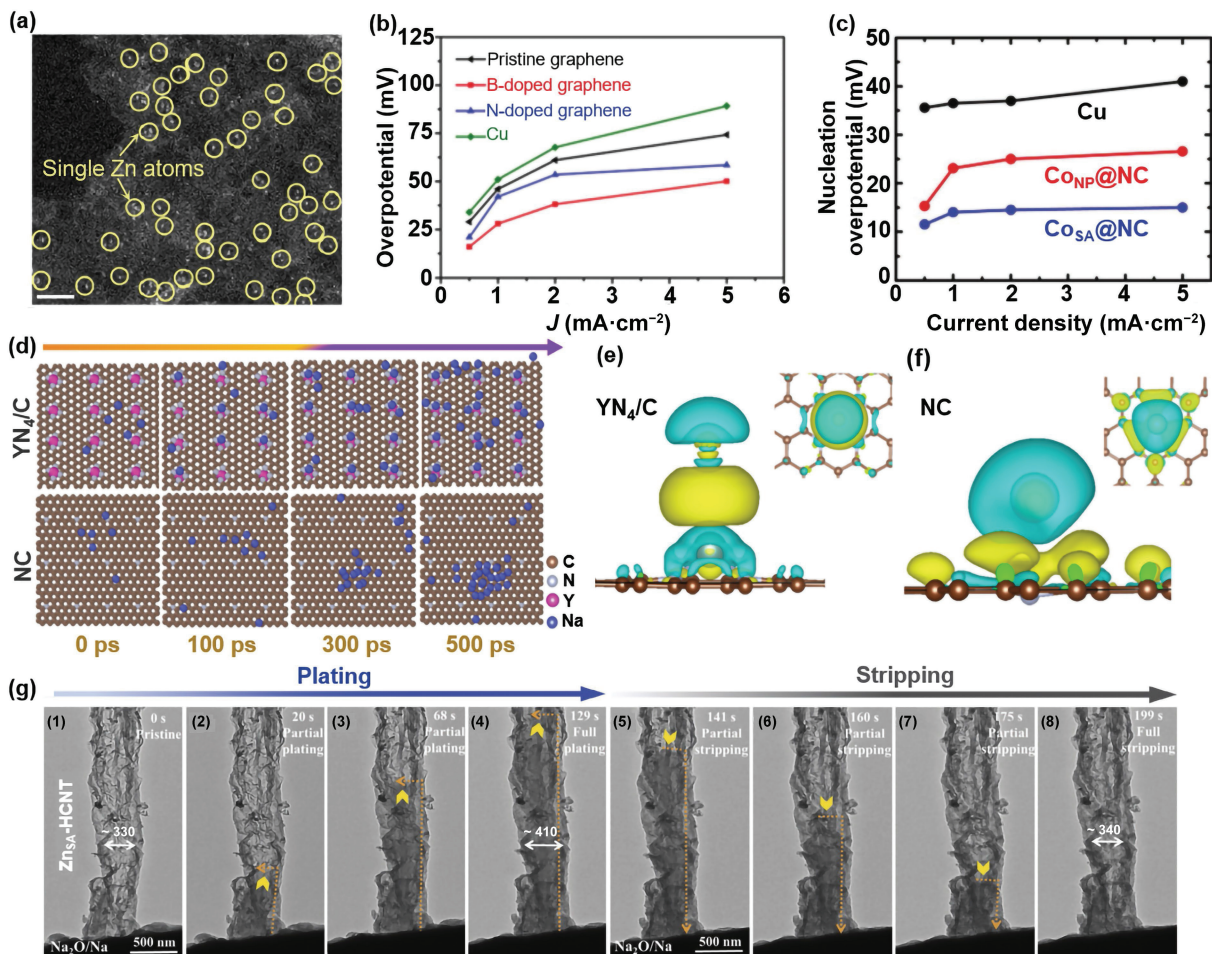 (a)
Single Zn atoms
(b)
125
100
75
50
25
0
Overpotential (mV)
Pristine graphene
B-doped graphene
N-doped graphene
Cu
0 1 2 3 4 5 6
J (mA·cm⁻²)
(c)
50
40
30
20
10
0
Nucleation
overpotential (mV)
Cu
CoNP@NC
CoSA@NC
0 1 2 3 4 5
Current density (mA·cm⁻²)
(d)
YN₄/C
NC
C
N
Y
Na
0 ps 100 ps 300 ps 500 ps
(e)
YN₄/C
(f)
NC
(g)
Plating
Stripping
ZnSA-HCNT
(1)
0 s
Pristine
~ 330
Na₂O/Na
500 nm
(2)
20 s
Partial
plating
(3)
68 s
Partial
plating
(4)
129 s
Full
plating
~ 410
(5)
141 s
Partial
stripping
Na₂O/Na
500 nm
(6)
160 s
Partial
stripping
(7)
175 s
Partial
stripping
(8)
199 s
Full
stripping
~ 340